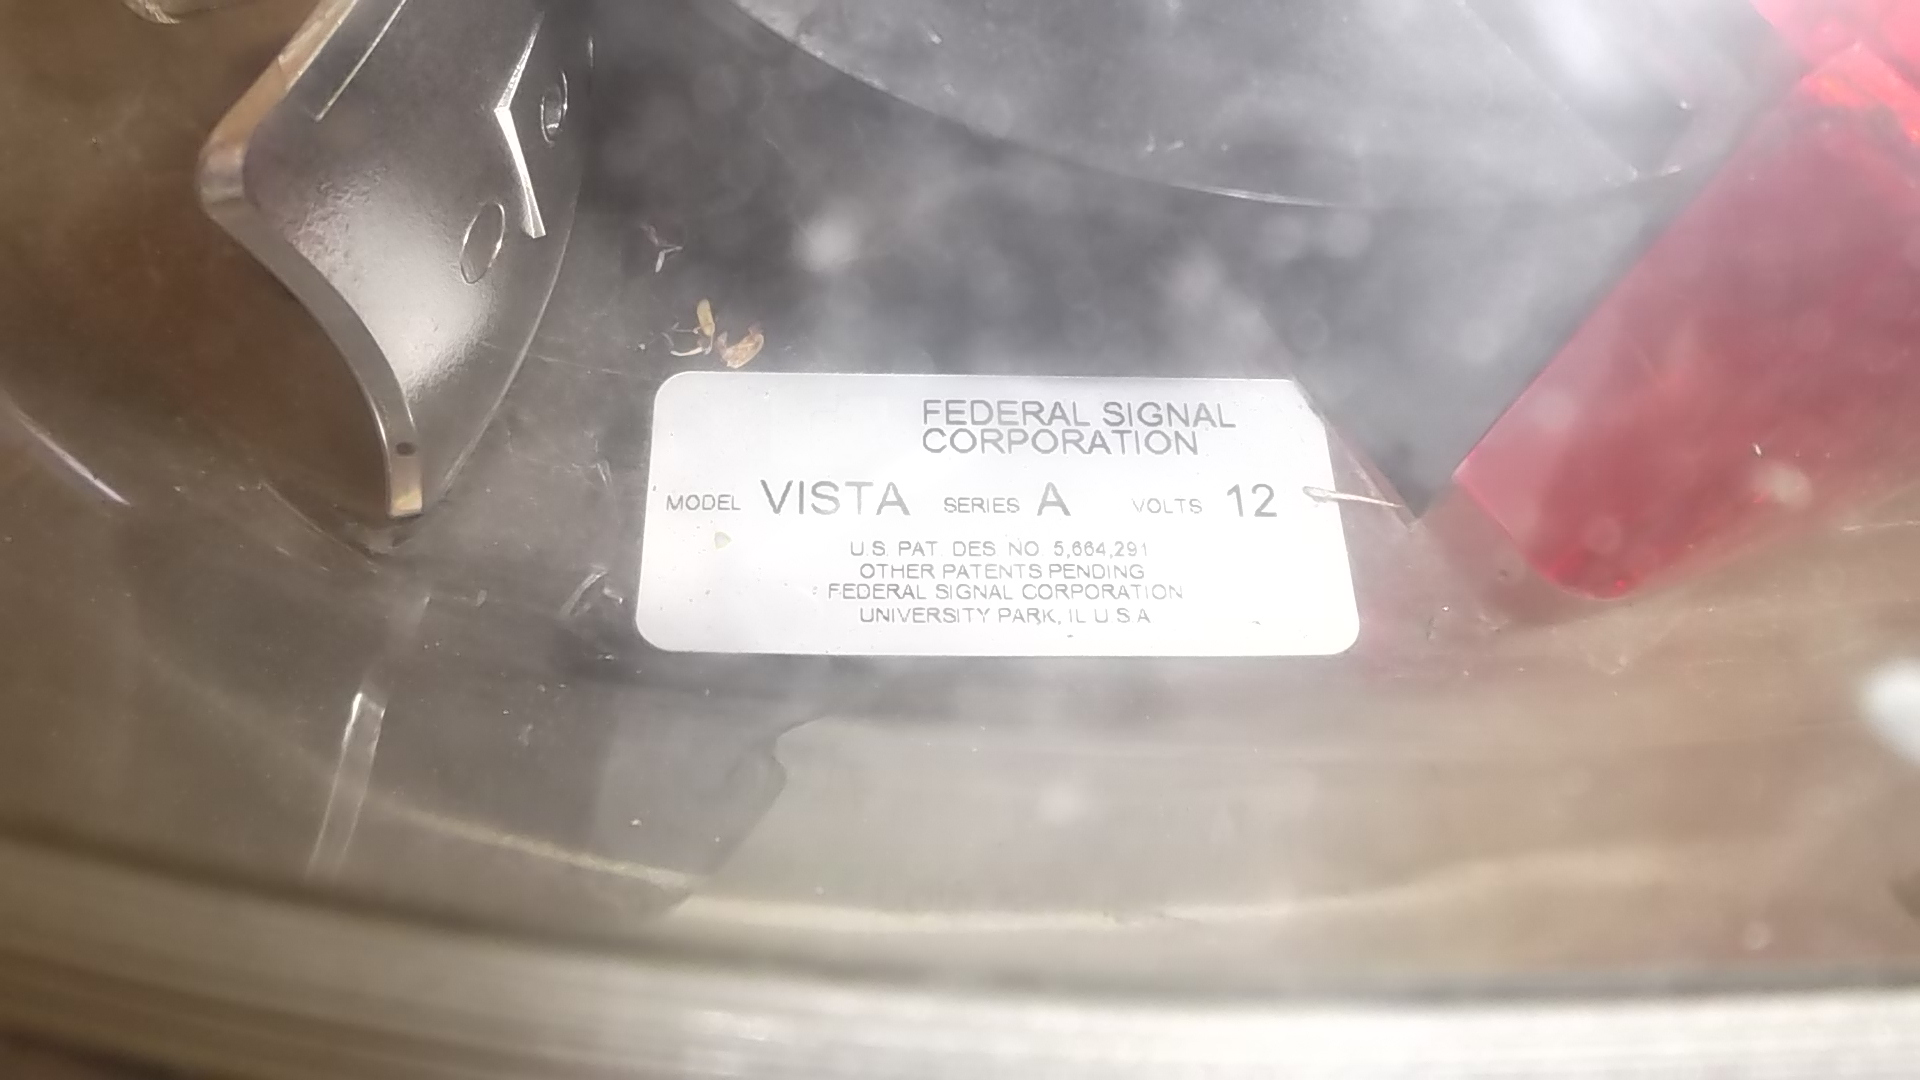 FEDERAL SIGNAL
CORPORATION
MODEL VISTA SERIES A VOLTS 12
U.S. PAT. DES. NO. 5,664,291
OTHER PATENTS PENDING
FEDERAL SIGNAL CORPORATION
UNIVERSITY PARK, IL U S A